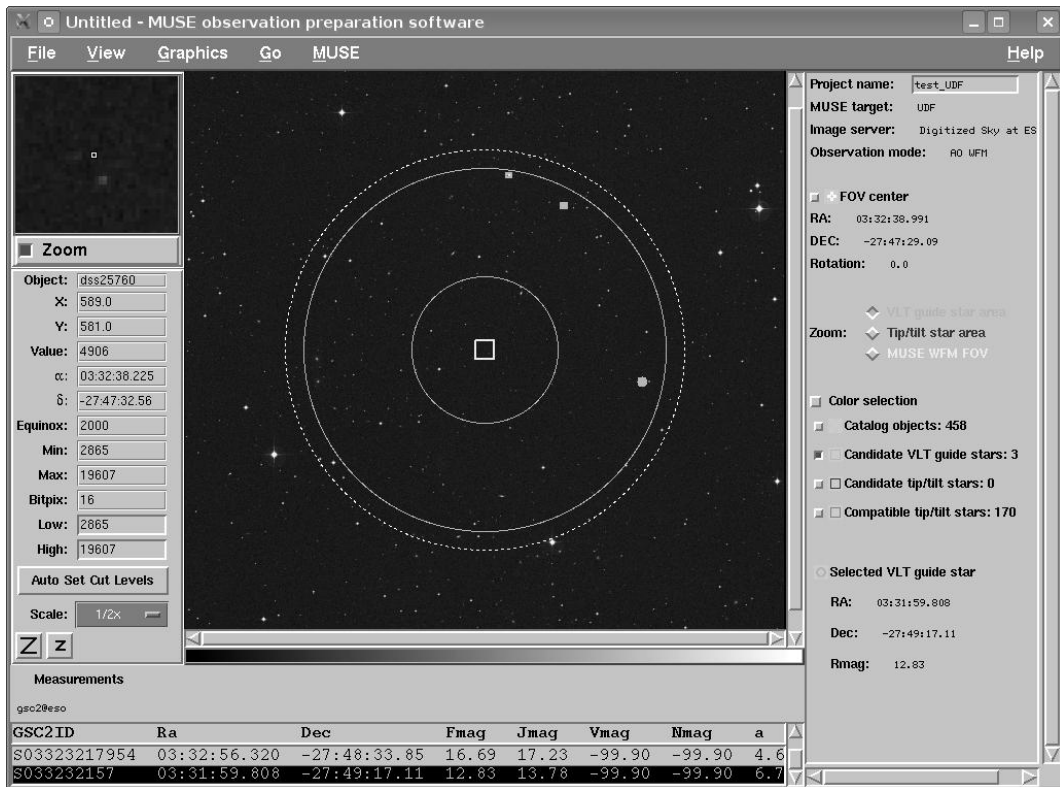 Untitled - MUSE observation preparation software
File View Graphics Go MUSE Help
Zoom
Object: dss25760
X: 589.0
Y: 581.0
Value: 4906
α: 03:32:38.225
δ: -27:47:32.56
Equinox: 2000
Min: 2865
Max: 19607
Bitpix: 16
Low: 2865
High: 19607
Auto Set Cut Levels
Scale: 1/2x
Z z
Project name: test_UDF
MUSE target: UDF
Image server: Digitized Sky at ES
Observation mode: AO WFM
FOV center
RA: 03:32:38.991
DEC: -27:47:29.09
Rotation: 0.0
VLT guide star area
Zoom: Tip/tilt star area
MUSE WFM FOV
Color selection
Catalog objects: 458
Candidate VLT guide stars: 3
Candidate tip/tilt stars: 0
Compatible tip/tilt stars: 170
Selected VLT guide star
RA: 03:31:59.808
Dec: -27:49:17.11
Rmag: 12.83
Measurements
gsc2@eso
GSC2ID Ra Dec Fmag Jmag Vmag Nmag a
S03323217954 03:32:56.320 -27:48:33.85 16.69 17.23 -99.90 -99.90 4.6
S033232157 03:31:59.808 -27:49:17.11 12.83 13.78 -99.90 -99.90 6.7